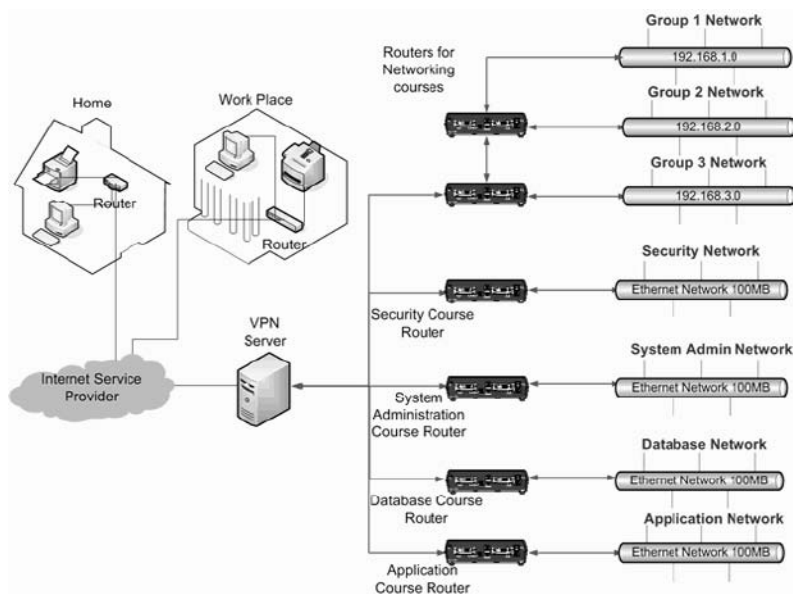 Group 1 Network
192.168.1.0
Routers for
Networking
courses
Group 2 Network
192.168.2.0
Group 3 Network
192.168.3.0
Home
Router
Work Place
Router
Security Network
Ethernet Network 100MB
Security Course
Router
VPN
Server
Internet Service
Provider
System Admin Network
Ethernet Network 100MB
System
Administration
Course Router
Database Network
Ethernet Network 100MB
Database Course
Router
Application Network
Ethernet Network 100MB
Application
Course Router